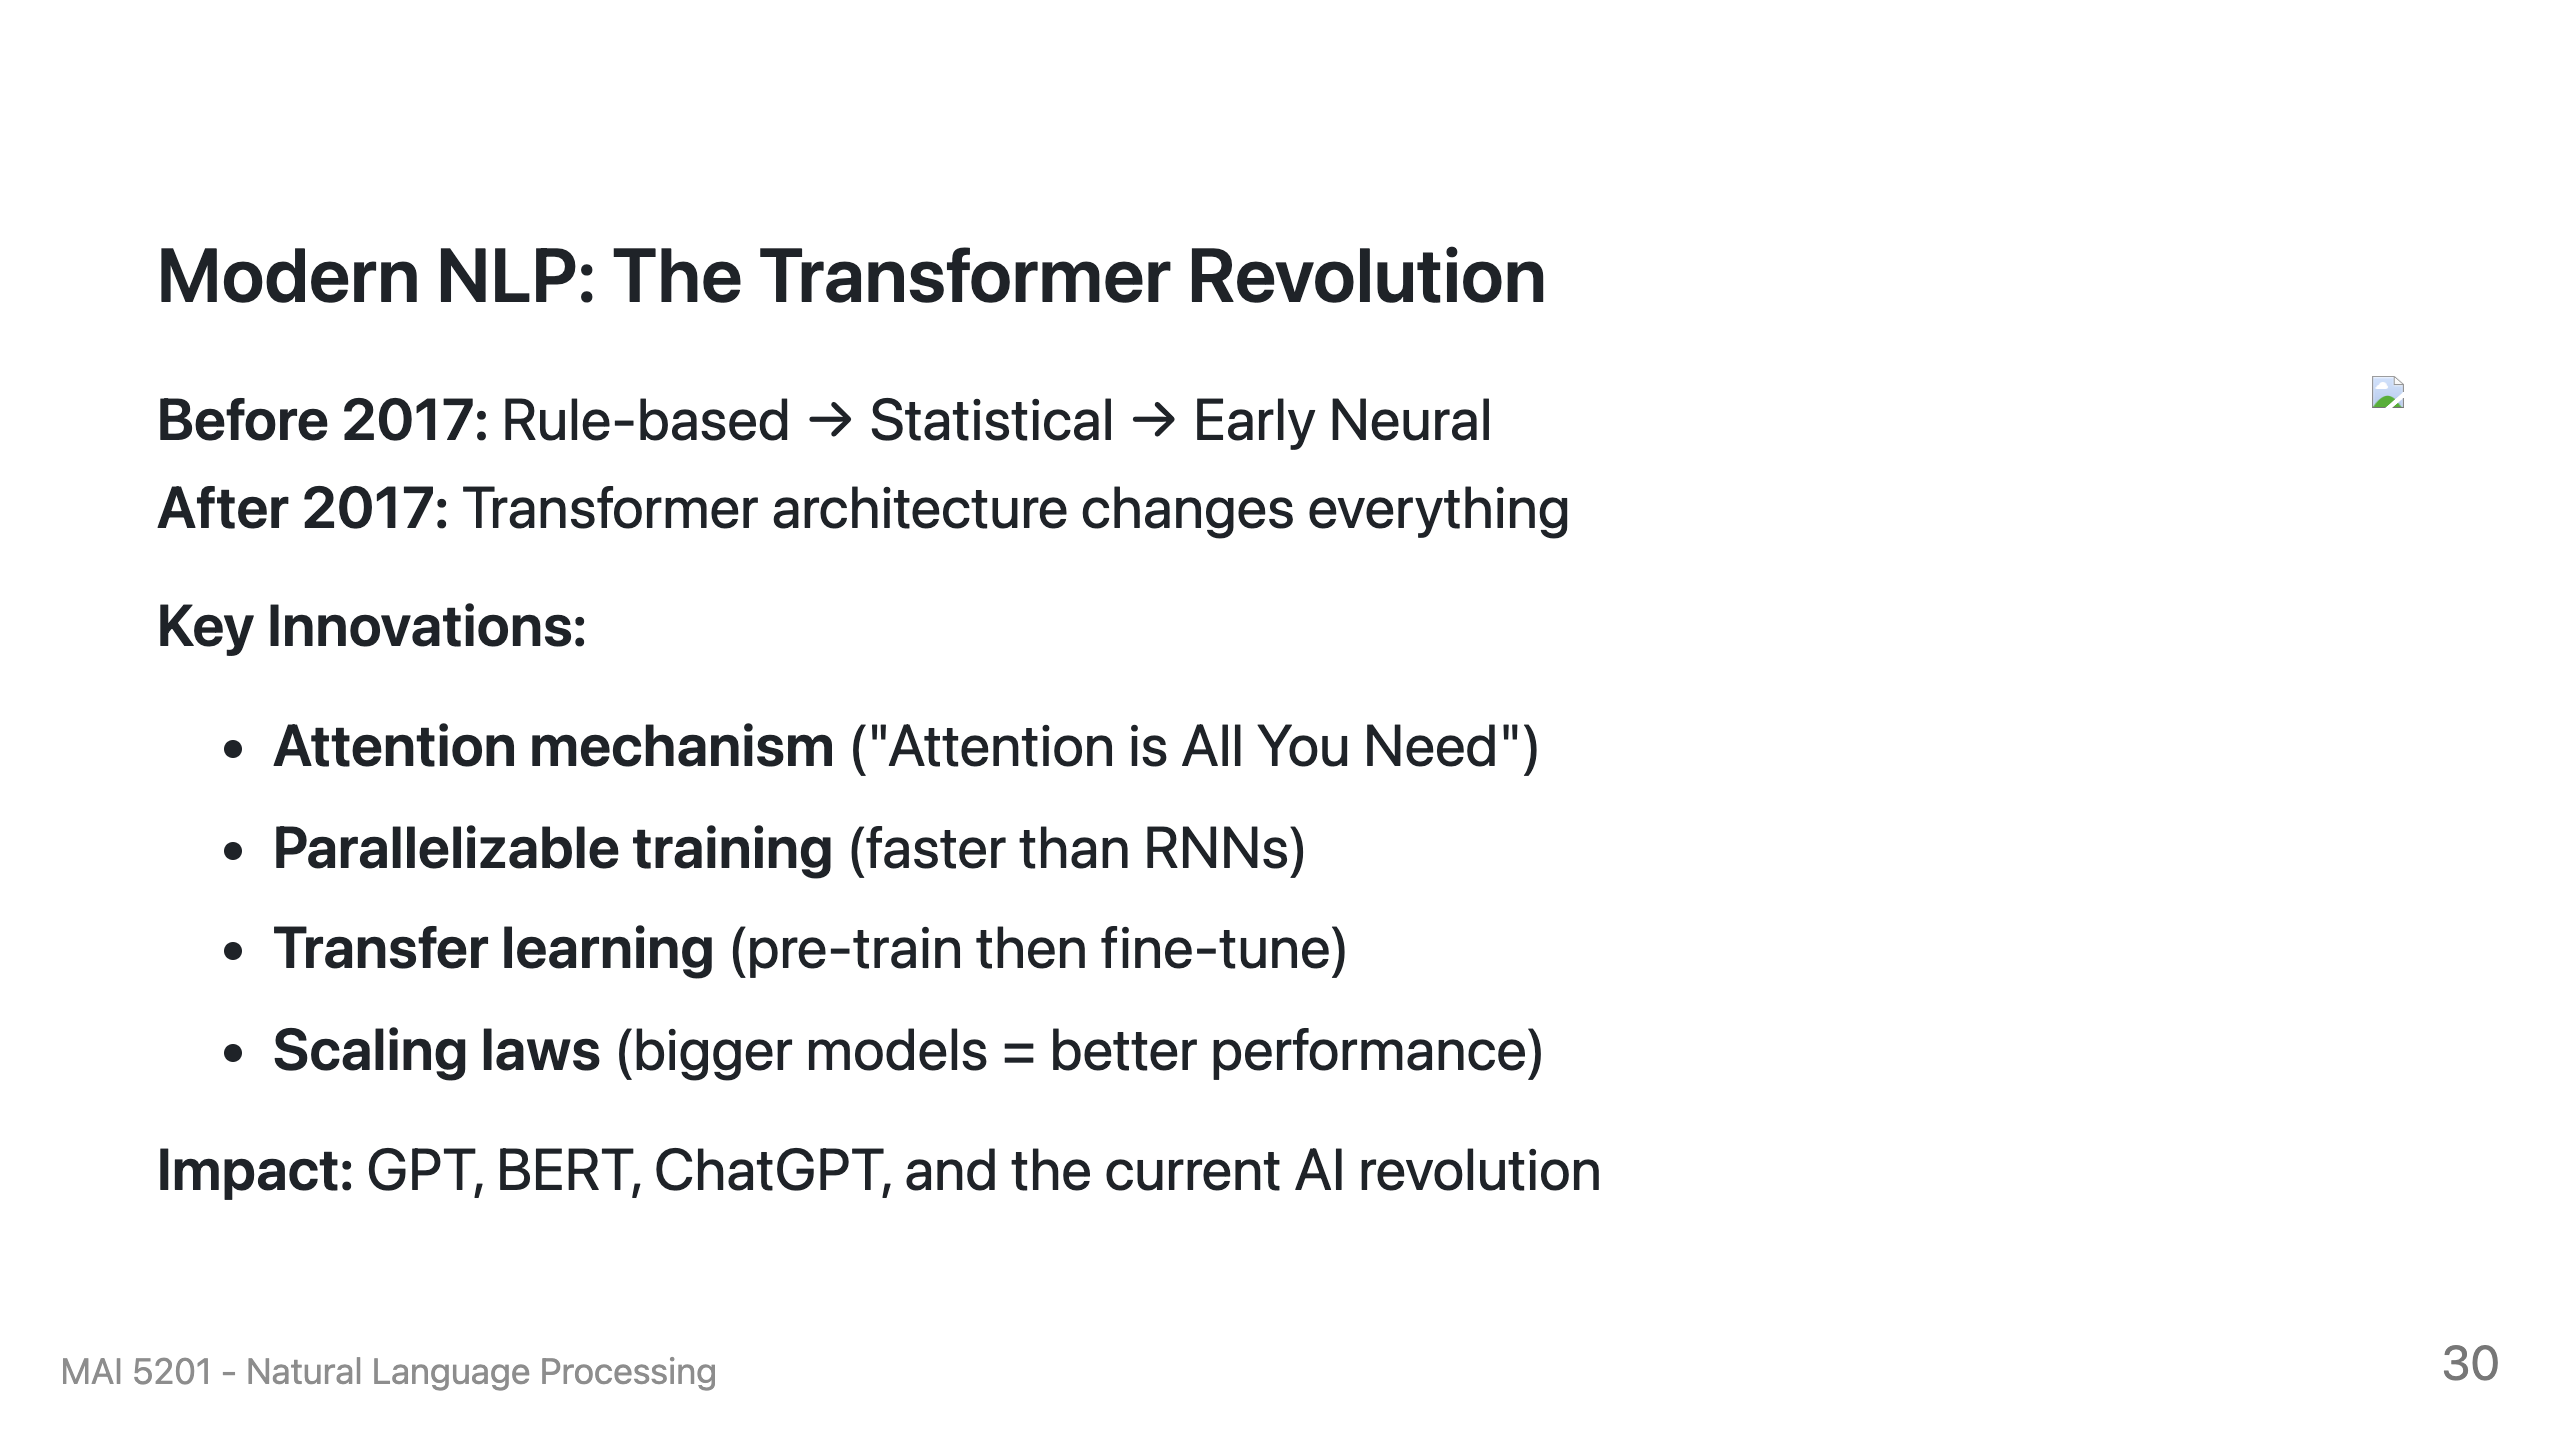 Modern NLP: The Transformer Revolution
Before 2017: Rule-based → Statistical → Early Neural
After 2017: Transformer architecture changes everything
Key Innovations:
• Attention mechanism ("Attention is All You Need")
• Parallelizable training (faster than RNNs)
• Transfer learning (pre-train then fine-tune)
• Scaling laws (bigger models = better performance)
Impact: GPT, BERT, ChatGPT, and the current AI revolution
MAI 5201 - Natural Language Processing
30